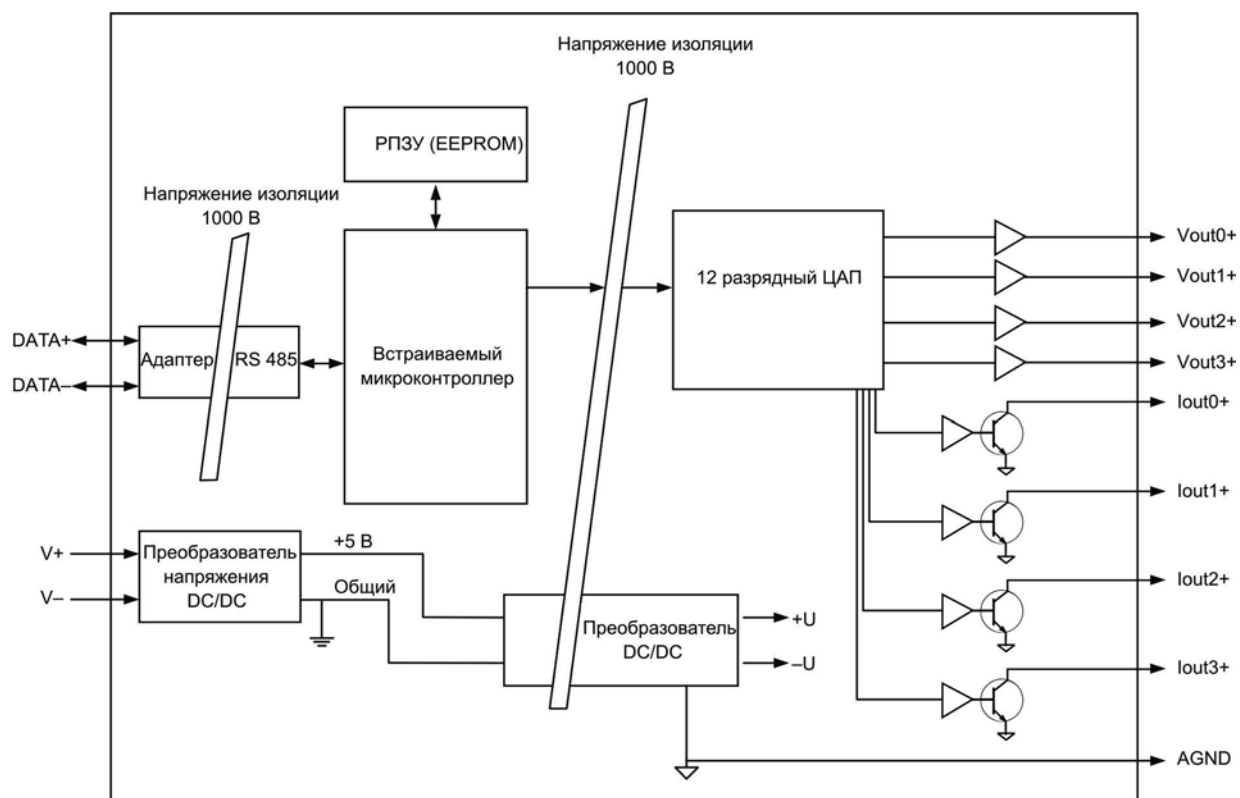 Напряжение изоляции
1000 В
РПЗУ (EEPROM)
Напряжение изоляции
1000 В
12 разрядный ЦАП
Vout0+
Vout1+
Vout2+
Vout3+
DATA+
DATA–
Адаптер RS 485
Встраиваемый
микроконтроллер
Iout0+
Iout1+
Iout2+
Iout3+
V+
V–
Преобразователь
напряжения
DC/DC
+5 В
Общий
Преобразователь
DC/DC
+U
–U
AGND